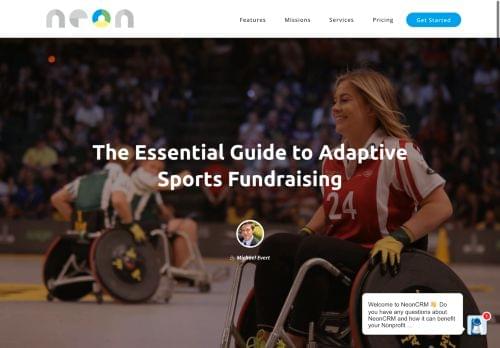 neon
Features
Missions
Services
Pricing
Get Started
The Essential Guide to Adaptive
Sports Fundraising
By Michael Evert
24
Welcome to NeonCRM 👋 Do
you have any questions about
NeonCRM and how it can benefit
your Nonprofit ...
1